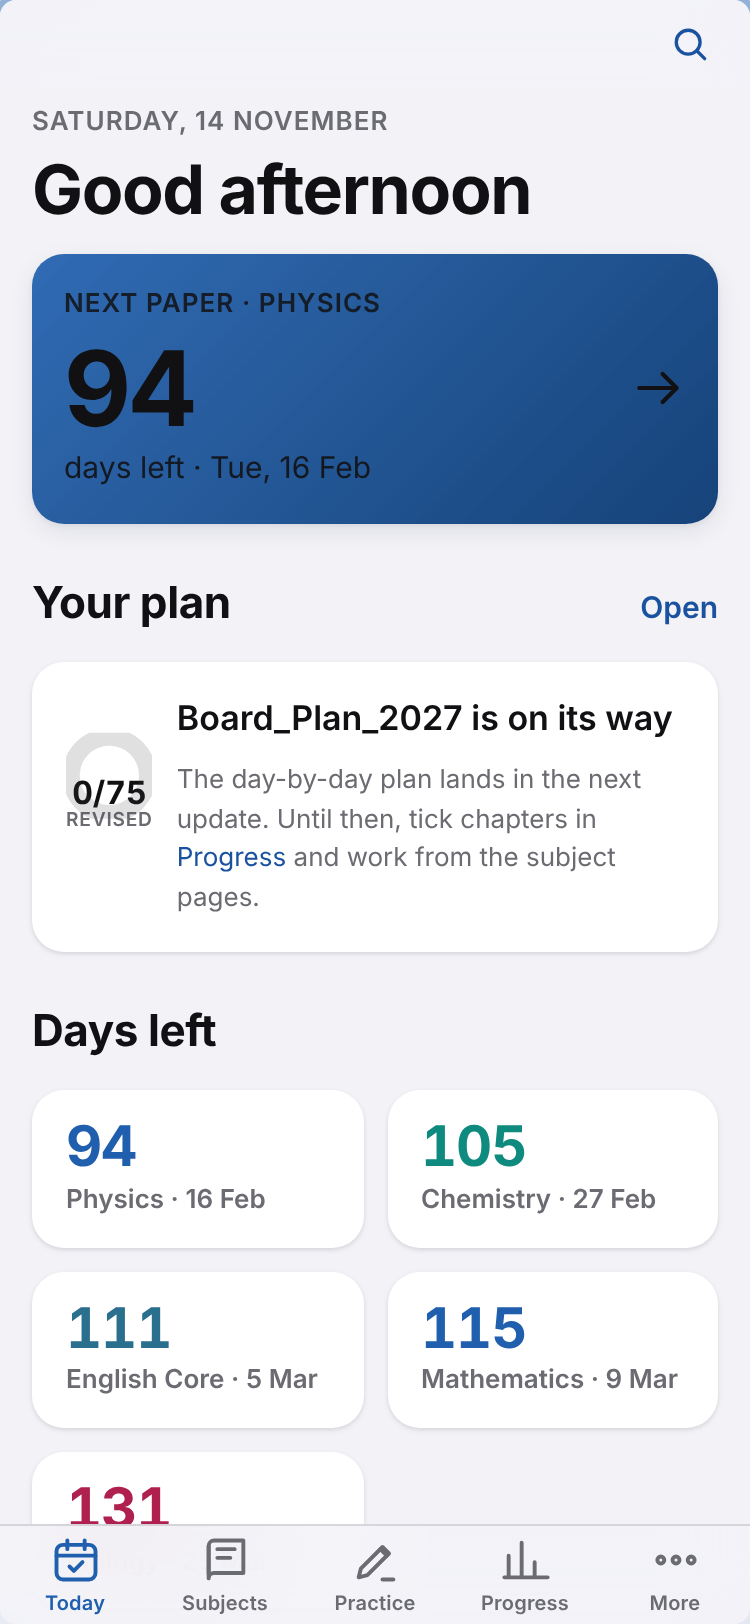 SATURDAY, 14 NOVEMBER
Good afternoon
NEXT PAPER · PHYSICS
94
days left · Tue, 16 Feb
Your plan
Open
Board_Plan_2027 is on its way
0/75
REVISED
The day-by-day plan lands in the next
update. Until then, tick chapters in
Progress and work from the subject
pages.
Days left
94
Physics · 16 Feb
105
Chemistry · 27 Feb
111
English Core · 5 Mar
115
Mathematics · 9 Mar
131
Today
Subjects
Practice
Progress
More